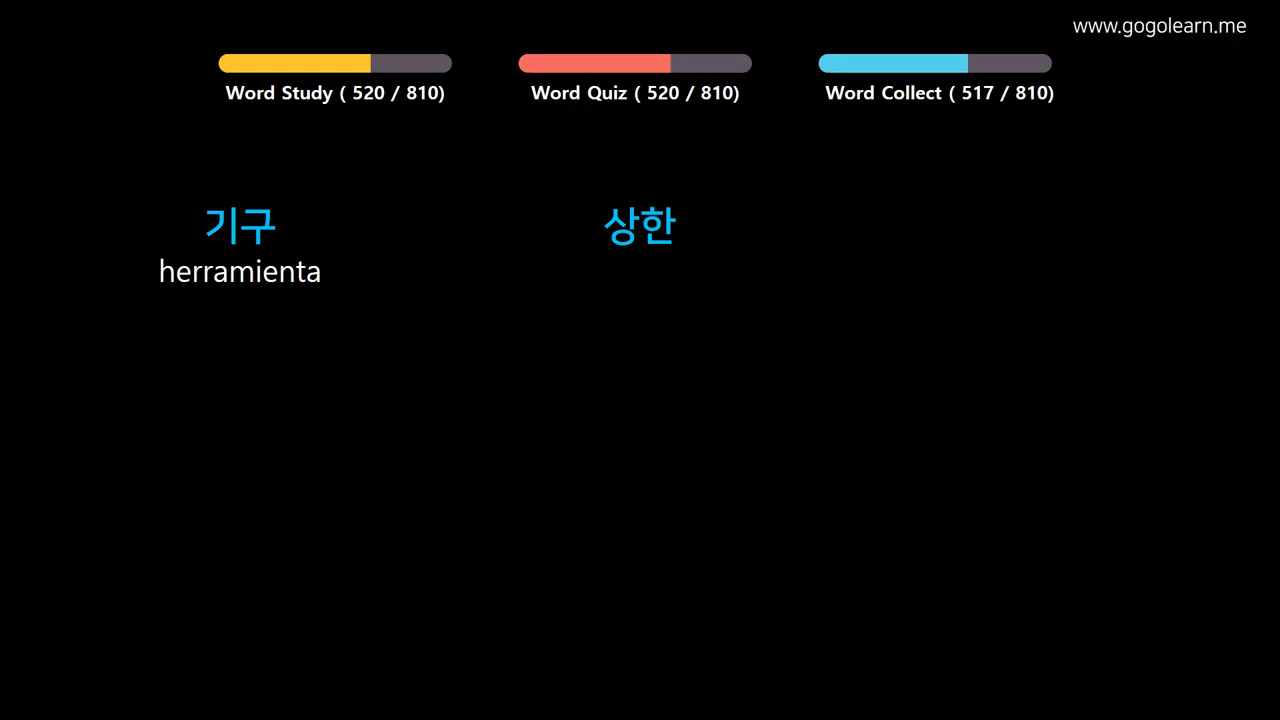 www.gogolearn.me
Word Study ( 520 / 810)
Word Quiz ( 520 / 810)
Word Collect ( 517 / 810)
기구
herramienta
상한